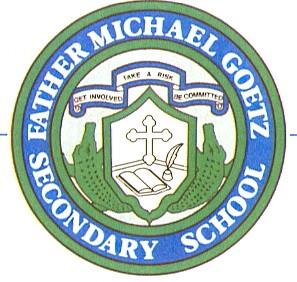 FATHER MICHAEL GOETZ
TAKE A RISK
GET INVOLVED
BE COMMITTED
SECONDARY SCHOOL